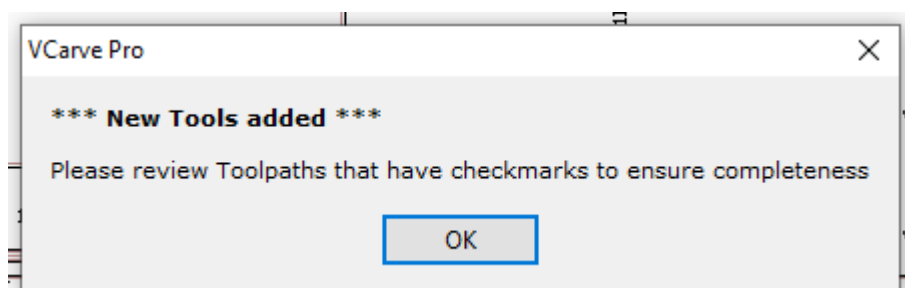 VCarve Pro
*** New Tools added ***
Please review Toolpaths that have checkmarks to ensure completeness
OK